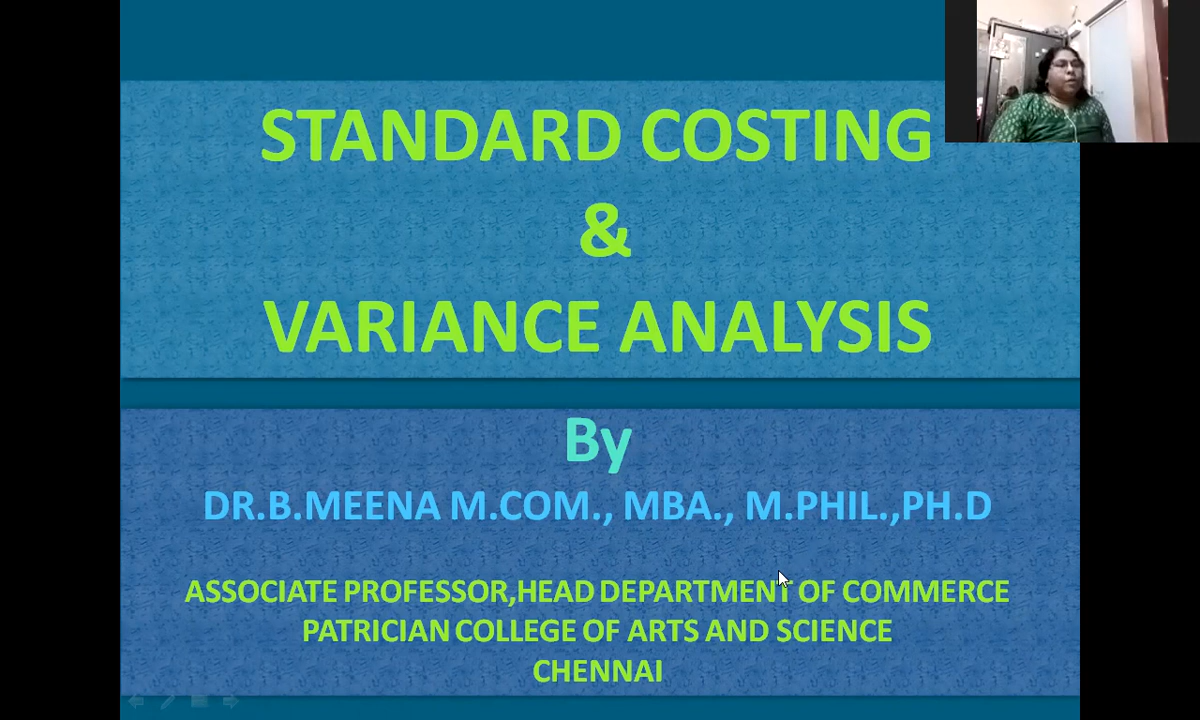 STANDARD COSTING
&
VARIANCE ANALYSIS
By
DR.B.MEENA M.COM., MBA., M.PHIL.,PH.D
ASSOCIATE PROFESSOR,HEAD DEPARTMENT OF COMMERCE
PATRICIAN COLLEGE OF ARTS AND SCIENCE
CHENNAI